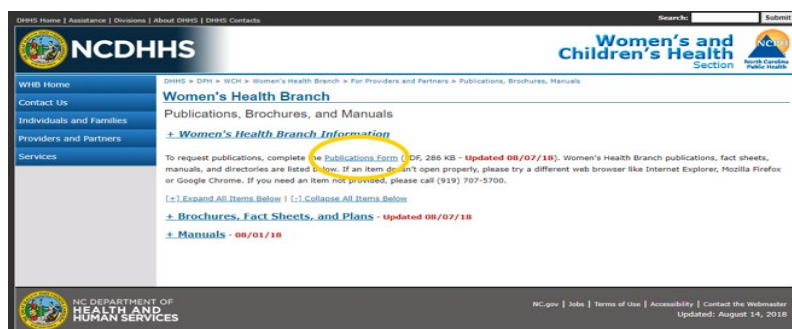 DHHS Home | Assistance | Divisions | About DHHS | DHHS Contacts
Search:
Submit
NCDHHS
Women's and
Children's Health
Section
NCPH
North Carolina
Public Health
WHB Home
Contact Us
Individuals and Families
Providers and Partners
Services
DHHS > DPH > WCH > Women's Health Branch > For Providers and Partners > Publications, Brochures, Manuals
Women's Health Branch
Publications, Brochures, and Manuals
+ Women's Health Branch Information
To request publications, complete the Publications Form (PDF, 286 KB - Updated 08/07/18). Women's Health Branch publications, fact sheets,
manuals, and directories are listed below. If an item doesn't open properly, please try a different web browser like Internet Explorer, Mozilla Firefox
or Google Chrome. If you need an item not provided, please call (919) 707-5700.
[+] Expand All Items Below | [-] Collapse All Items Below
+ Brochures, Fact Sheets, and Plans - Updated 08/07/18
+ Manuals - 08/01/18
NC DEPARTMENT OF
HEALTH AND
HUMAN SERVICES
NC.gov | Jobs | Terms of Use | Accessibility | Contact the Webmaster
Updated: August 14, 2018